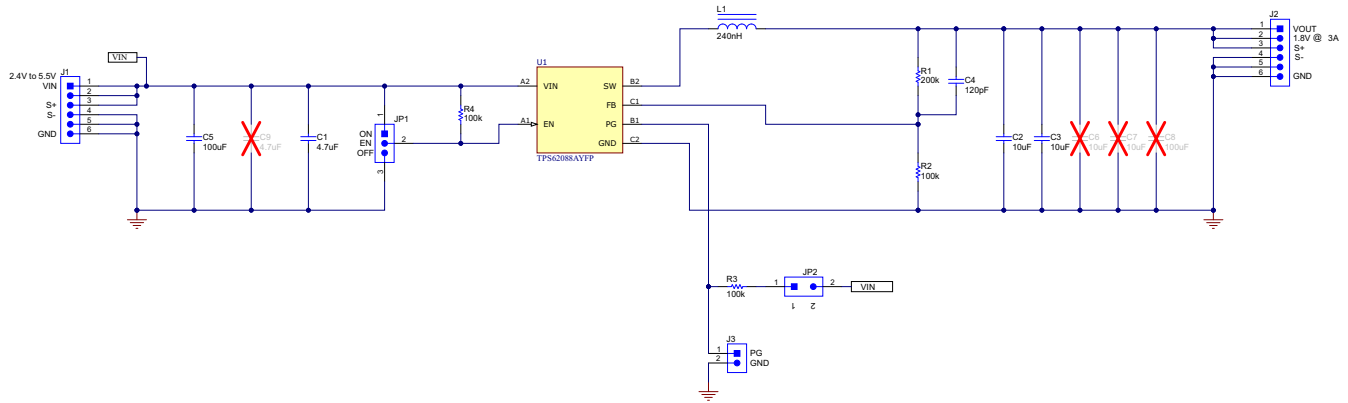 L1
240nH
J2
1 VOUT
2 1.8V @ 3A
3 S+
4 S-
5
6 GND
VIN
2.4V to 5.5V J1
VIN 1
2
S+ 3
S- 4
5
GND 6
C5
100uF
C9
4.7uF
C1
4.7uF
1
JP1
ON
EN 2
OFF
3
R4
100k
U1
A2 VIN SW B2
FB C1
A1 EN PG B1
GND C2
TPS62088AYFP
R1
200k
C4
120pF
R2
100k
C2
10uF
C3
10uF
C6
10uF
C7
10uF
C8
100uF
R3
100k
JP2
1 2
1 2
VIN
J3
1 PG
2 GND